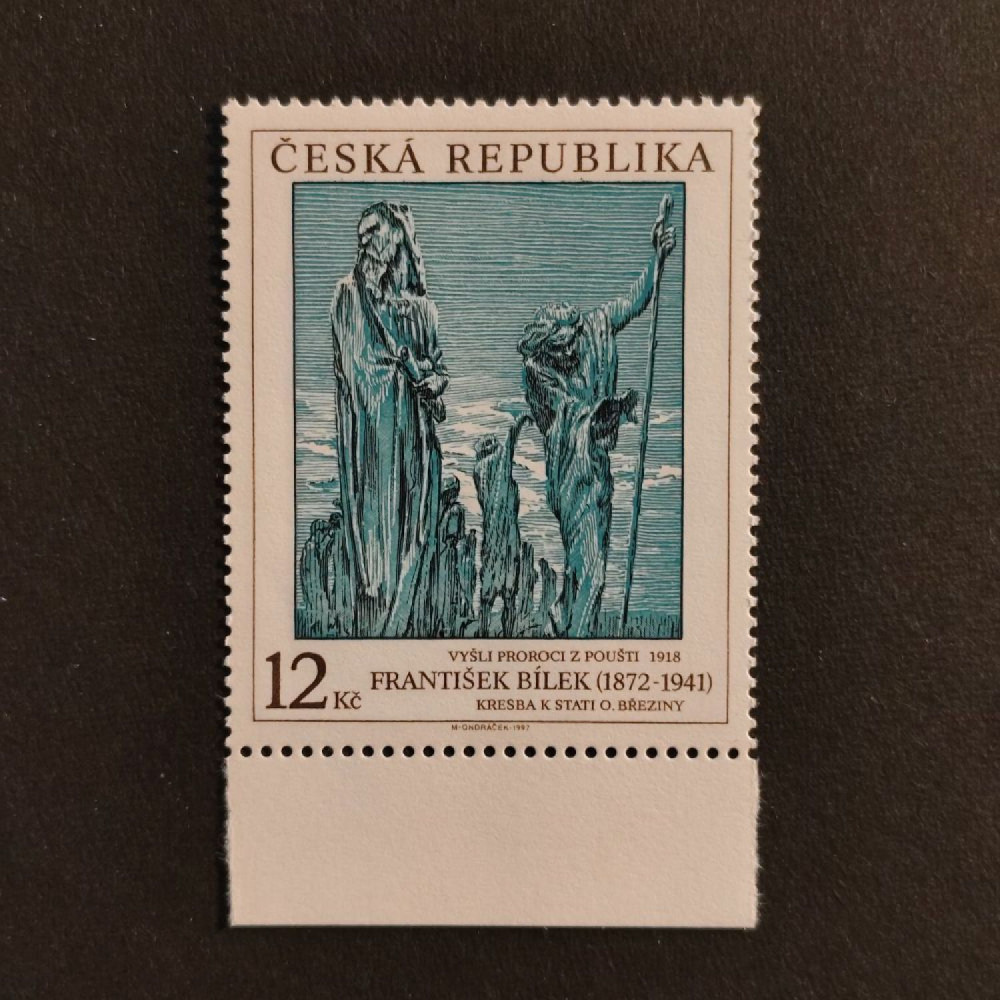 ČESKÁ REPUBLIKA
VYŠLI PROROCI Z POUŠTI 1918
12 Kč
FRANTIŠEK BÍLEK (1872-1941)
KRESBA K STATI O. BŘEZINY
M·ONDRÁČEK·1997